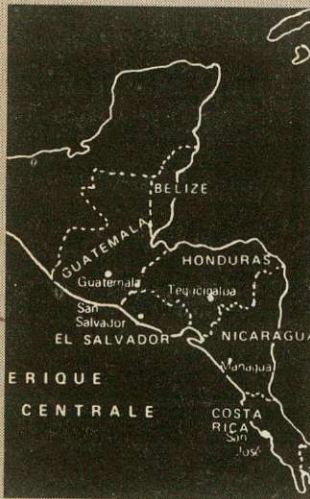 BELIZE
GUATEMALA
HONDURAS
Guatemala
Tegucigalpa
San
Salvador
EL SALVADOR
NICARAGUA
Managua
ERIQUE
CENTRALE
COSTA
RICA
San
José